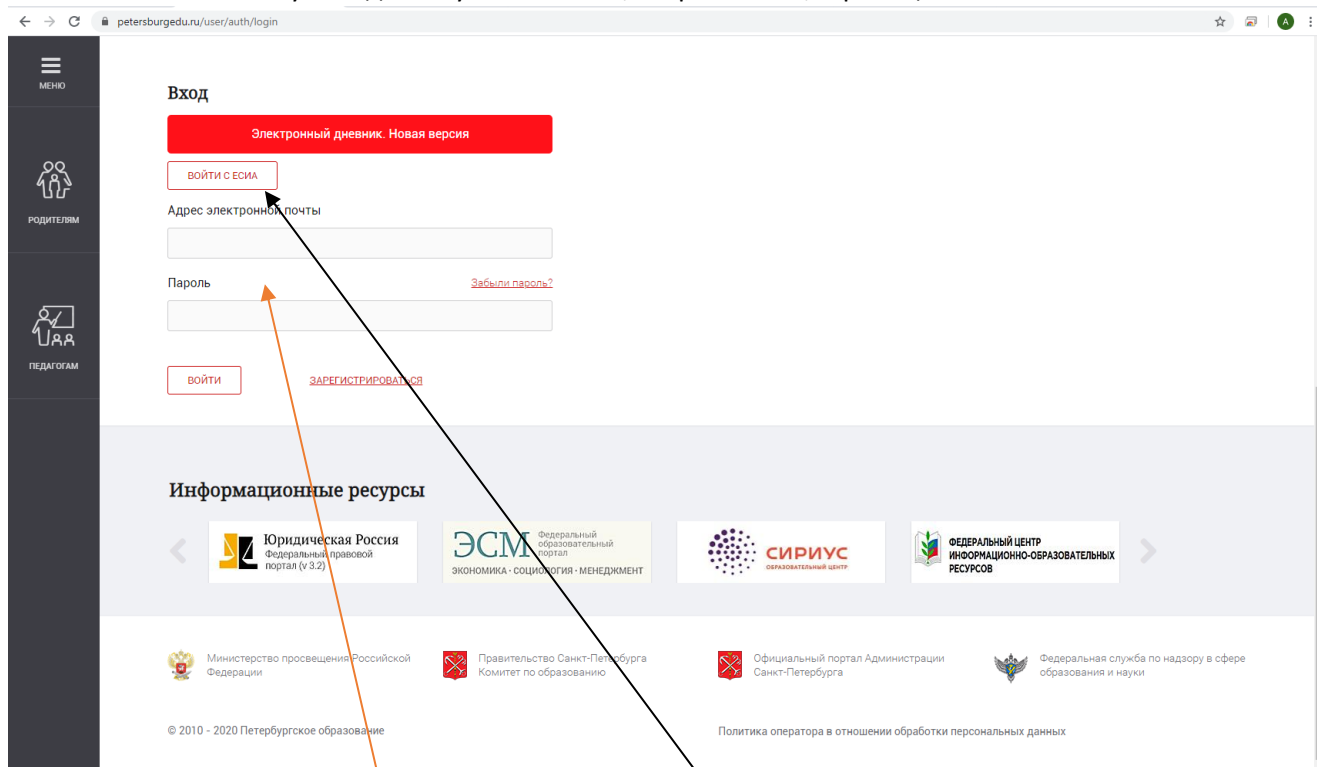 petersburgedu.ru/user/auth/login
A
МЕНЮ
РОДИТЕЛЯМ
ПЕДАГОГАМ
Вход
Электронный дневник. Новая версия
ВОЙТИ С ЕСИА
Адрес электронной почты
Пароль
Забыли пароль?
ВОЙТИ
ЗАРЕГИСТРИРОВАТЬСЯ
Информационные ресурсы
Юридическая Россия
Федеральный правовой
портал (v 3.2)
ЭСМ
Федеральный
образовательный
портал
ЭКОНОМИКА · СОЦИОЛОГИЯ · МЕНЕДЖМЕНТ
СИРИУС
ОБРАЗОВАТЕЛЬНЫЙ ЦЕНТР
ФЕДЕРАЛЬНЫЙ ЦЕНТР
ИНФОРМАЦИОННО-ОБРАЗОВАТЕЛЬНЫХ
РЕСУРСОВ
Министерство просвещения Российской
Федерации
Правительство Санкт-Петербурга
Комитет по образованию
Официальный портал Администрации
Санкт-Петербурга
Федеральная служба по надзору в сфере
образования и науки
© 2010 - 2020 Петербургское образование
Политика оператора в отношении обработки персональных данных